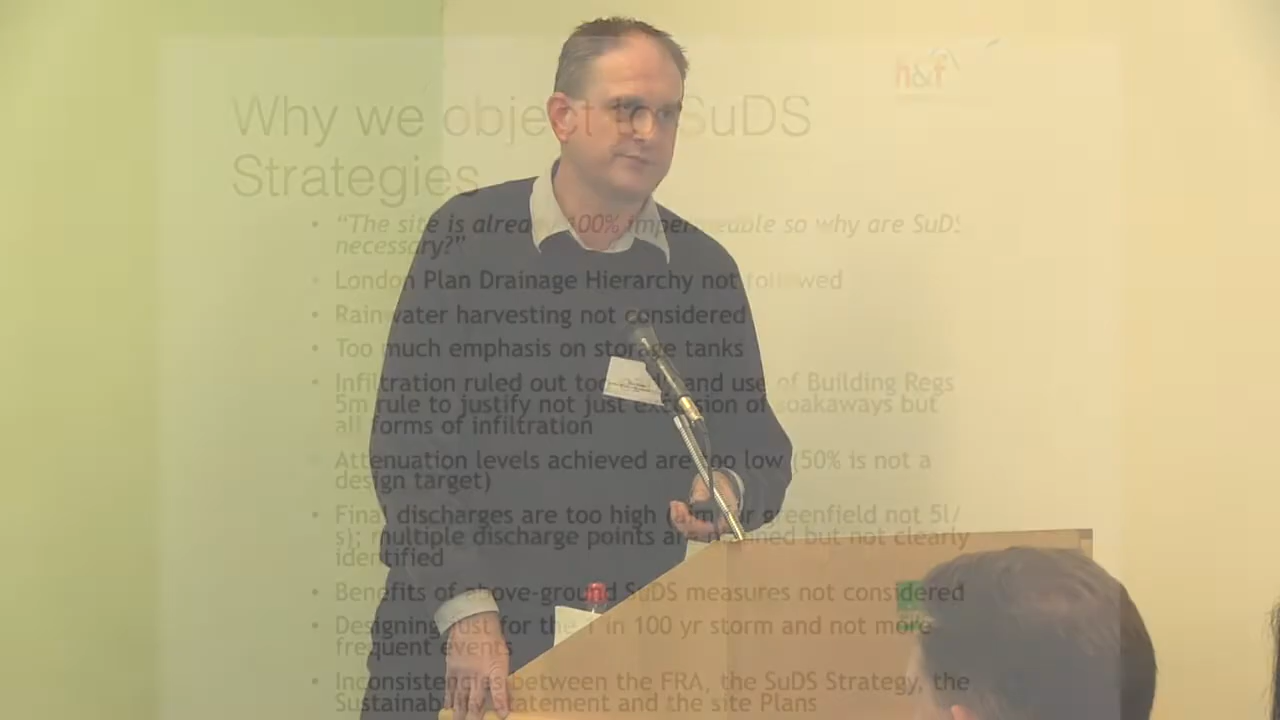 h&f
Why we object SuDS
Strategies
• "The site is already 100% impermeable so why are SuDS
necessary?"
• London Plan Drainage Hierarchy not followed
• Rainwater harvesting not considered
• Too much emphasis on storage tanks
• Infiltration ruled out too and use of Building Regs
5m rule to justify not just exclusion of soakaways but
all forms of infiltration
Attenuation levels achieved are too low (50% is not a
design target)
• Final discharges are too high (aim for greenfield not 5l/
s); multiple discharge points are but not clearly
identified
• Benefits of above-ground SuDS measures not considered
• Designing just for the 1 in 100 yr storm and not more
frequent events
• Inconsistencies between the FRA, the SuDS Strategy, the
Sustainability Statement and the site Plans